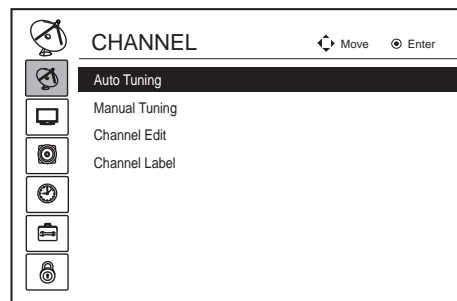 CHANNEL
Move Enter
Auto Tuning
Manual Tuning
Channel Edit
Channel Label